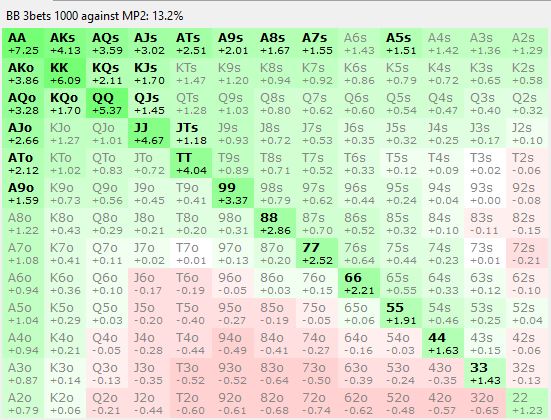 BB 3bets 1000 against MP2: 13.2%
AA AKs AQs AJs ATs A9s A8s A7s A6s A5s A4s A3s A2s
+7.25 +4.13 +3.59 +3.02 +2.51 +2.01 +1.67 +1.55 +1.43 +1.51 +1.42 +1.36 +1.29
AKo KK KQs KJs KTs K9s K8s K7s K6s K5s K4s K3s K2s
+3.86 +6.09 +2.11 +1.70 +1.47 +1.20 +0.94 +0.92 +0.86 +0.79 +0.72 +0.65 +0.58
AQo KQo QQ QJs QTs Q9s Q8s Q7s Q6s Q5s Q4s Q3s Q2s
+3.28 +1.70 +5.37 +1.45 +1.28 +1.03 +0.80 +0.62 +0.60 +0.54 +0.47 +0.40 +0.32
AJo KJo QJo JJ JTs J9s J8s J7s J6s J5s J4s J3s J2s
+2.66 +1.27 +1.01 +4.67 +1.18 +0.93 +0.72 +0.53 +0.35 +0.32 +0.25 +0.17 +0.10
ATo KTo QTo JTo TT T9s T8s T7s T6s T5s T4s T3s T2s
+2.12 +1.02 +0.83 +0.72 +4.04 +0.89 +0.71 +0.52 +0.33 +0.12 +0.09 +0.02 -0.06
A9o K9o Q9o J9o T9o 99 98s 97s 96s 95s 94s 93s 92s
+1.59 +0.73 +0.56 +0.45 +0.41 +3.37 +0.79 +0.62 +0.44 +0.24 +0.04 +0.00 -0.08
A8o K8o Q8o J8o T8o 98o 88 87s 86s 85s 84s 83s 82s
+1.22 +0.43 +0.29 +0.21 +0.20 +0.31 +2.86 +0.70 +0.52 +0.32 +0.10 -0.11 -0.15
A7o K7o Q7o J7o T7o 97o 87o 77 76s 75s 74s 73s 72s
+1.08 +0.41 +0.11 +0.02 +0.01 +0.13 +0.20 +2.52 +0.64 +0.44 +0.23 +0.01 -0.21
A6o K6o Q6o J6o T6o 96o 86o 76o 66 65s 64s 63s 62s
+0.94 +0.36 +0.10 -0.17 -0.19 -0.05 +0.03 +0.15 +2.21 +0.55 +0.33 +0.12 -0.10
A5o K5o Q5o J5o T5o 95o 85o 75o 65o 55 54s 53s 52s
+1.04 +0.29 +0.03 -0.20 -0.40 -0.27 -0.19 -0.05 +0.06 +1.91 +0.46 +0.25 +0.04
A4o K4o Q4o J4o T4o 94o 84o 74o 64o 54o 44 43s 42s
+0.94 +0.21 -0.05 -0.28 -0.44 -0.49 -0.41 -0.27 -0.16 -0.03 +1.63 +0.15 -0.06
A3o K3o Q3o J3o T3o 93o 83o 73o 63o 53o 43o 33 32s
+0.87 +0.14 -0.13 -0.35 -0.52 -0.52 -0.64 -0.50 -0.39 -0.24 -0.35 +1.43 -0.13
A2o K2o Q2o J2o T2o 92o 82o 72o 62o 52o 42o 32o 22
+0.79 +0.06 -0.21 -0.44 -0.60 -0.61 -0.68 -0.74 -0.62 -0.48 -0.57 -0.65 +1.23